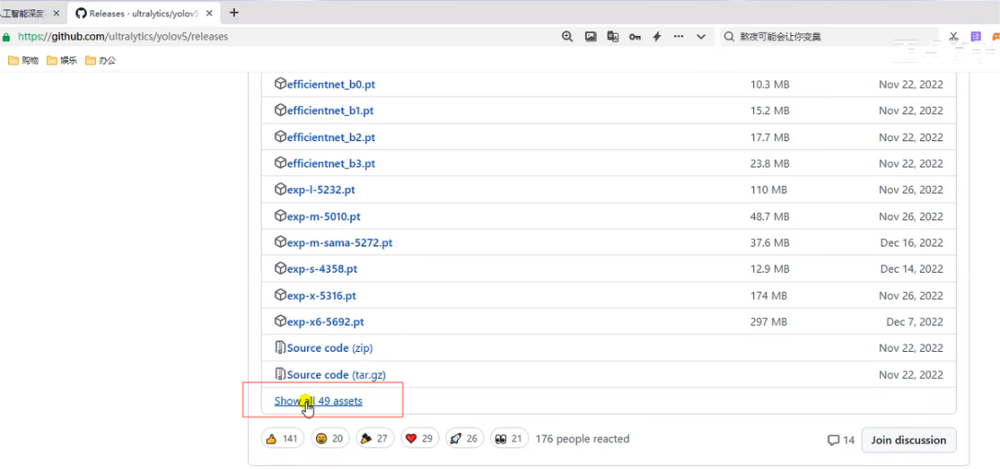 人工智能深度
Releases · ultralytics/yolov5
https://github.com/ultralytics/yolov5/releases
熬夜可能会让你变臭
购物 娱乐 办公
efficientnet_b0.pt 10.3 MB Nov 22, 2022
efficientnet_b1.pt 15.2 MB Nov 22, 2022
efficientnet_b2.pt 17.7 MB Nov 22, 2022
efficientnet_b3.pt 23.8 MB Nov 22, 2022
exp-l-5232.pt 110 MB Nov 26, 2022
exp-m-5010.pt 48.7 MB Nov 26, 2022
exp-m-sama-5272.pt 37.6 MB Dec 16, 2022
exp-s-4358.pt 12.9 MB Dec 14, 2022
exp-x-5316.pt 174 MB Nov 26, 2022
exp-x6-5692.pt 297 MB Dec 7, 2022
Source code (zip) Nov 22, 2022
Source code (tar.gz) Nov 22, 2022
Show all 49 assets
141 20 27 29 26 21 176 people reacted 14 Join discussion